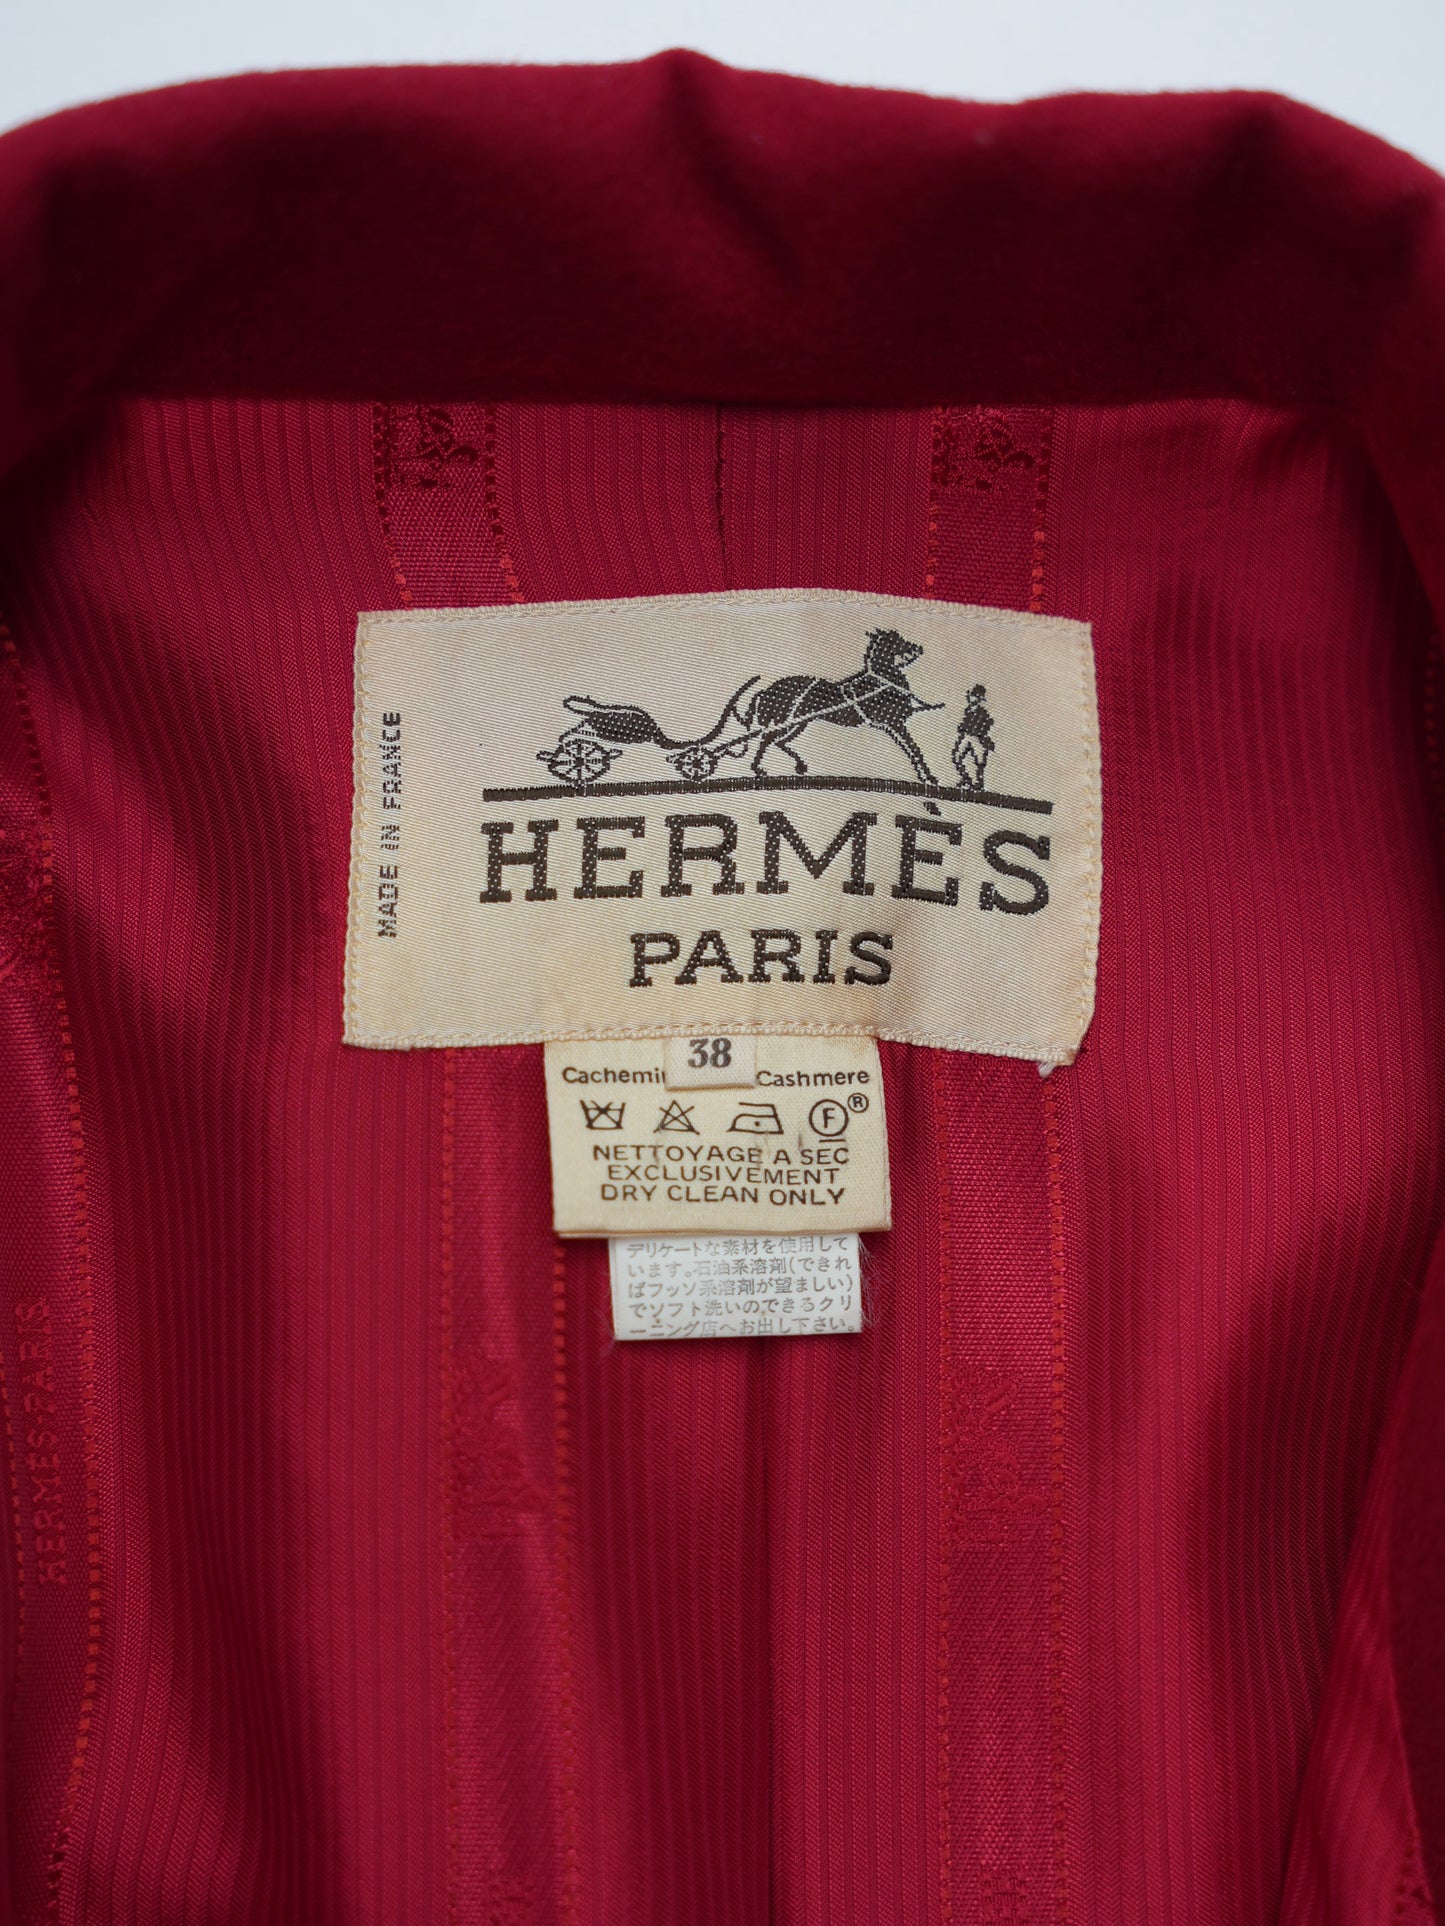 MADE IN FRANCE
HERMÈS
PARIS
38
Cashmere
F ®
NETTOYAGE A SEC
EXCLUSIVEMENT
DRY CLEAN ONLY
デリケートな素材を使用して
います。石油系溶剤(できれ
ばフッソ系溶剤が望ましい)
でソフト洗いのできるクリ
ーニング店へお出し下さい。
HERMÈS-PARIS